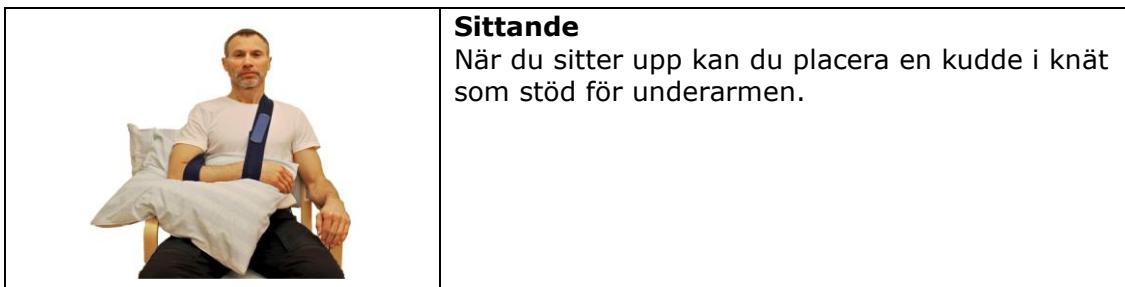 Sittande
När du sitter upp kan du placera en kudde i knät
som stöd för underarmen.